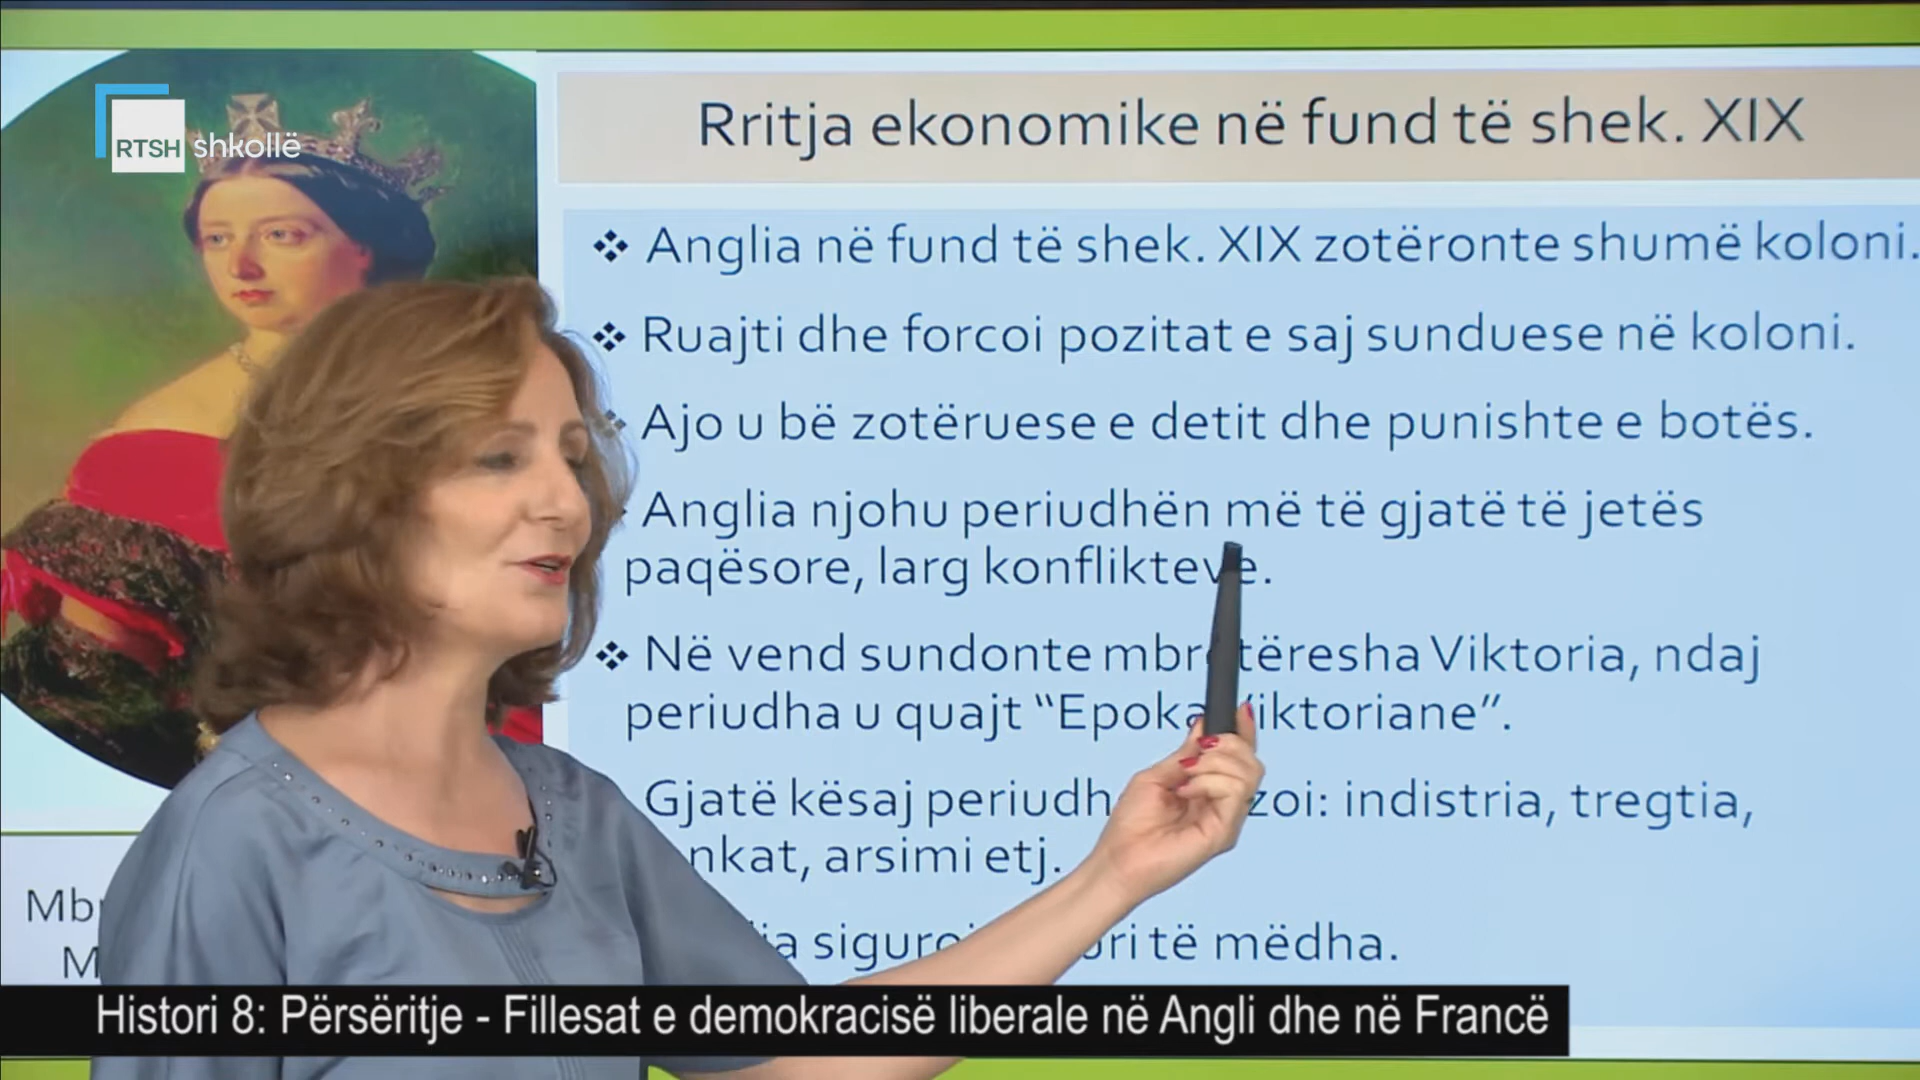 RTSH shkollë
Rritja ekonomike në fund të shek. XIX
Anglia në fund të shek. XIX zotëronte shumë koloni.
Ruajti dhe forcoi pozitat e saj sunduese në koloni.
Ajo u bë zotëruese e detit dhe punishte e botës.
Anglia njohu periudhën më të gjatë të jetës
paqësore, larg konflikteve.
Në vend sundonte mbretëresha Viktoria, ndaj
periudha u quajt “Epoka Viktoriane”.
Gjatë kësaj indistria, tregtia,
arsimi etj.
të mëdha.
Histori 8: Përsëritje - Fillesat e demokracisë liberale në Angli dhe në Francë